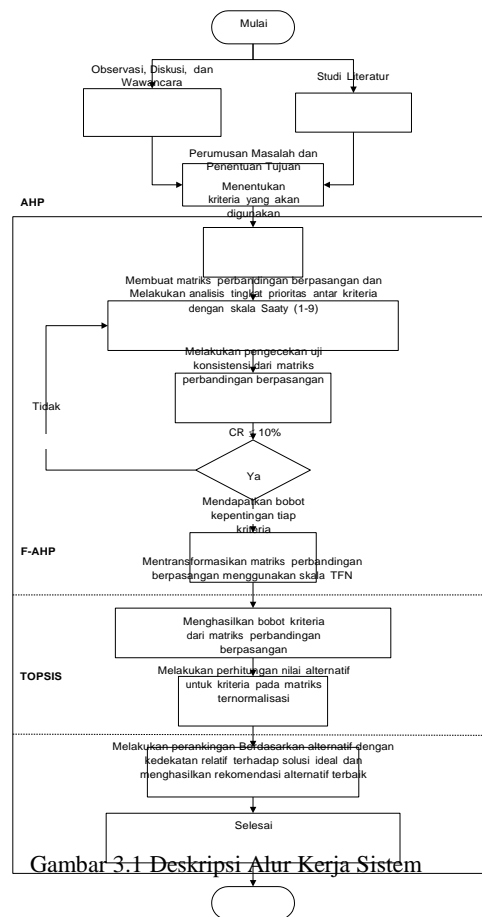 Mulai
Observasi, Diskusi, dan
Wawancara
Studi Literatur
Perumusan Masalah dan
Penentuan Tujuan
Menentukan
kriteria yang akan
digunakan
AHP
Membuat matriks perbandingan berpasangan dan
Melakukan analisis tingkat prioritas antar kriteria
dengan skala Saaty (1-9)
Melakukan pengecekan uji
konsistensi dari matriks
perbandingan berpasangan
Tidak
CR ≤ 10%
Ya
Mendapatkan bobot
kepentingan tiap
kriteria
F-AHP
Mentransformasikan matriks perbandingan
berpasangan menggunakan skala TFN
Menghasilkan bobot kriteria
dari matriks perbandingan
berpasangan
TOPSIS
Melakukan perhitungan nilai alternatif
untuk kriteria pada matriks
ternormalisasi
Melakukan perankingan Berdasarkan alternatif dengan
kedekatan relatif terhadap solusi ideal dan
menghasilkan rekomendasi alternatif terbaik
Selesai
Gambar 3.1 Deskripsi Alur Kerja Sistem